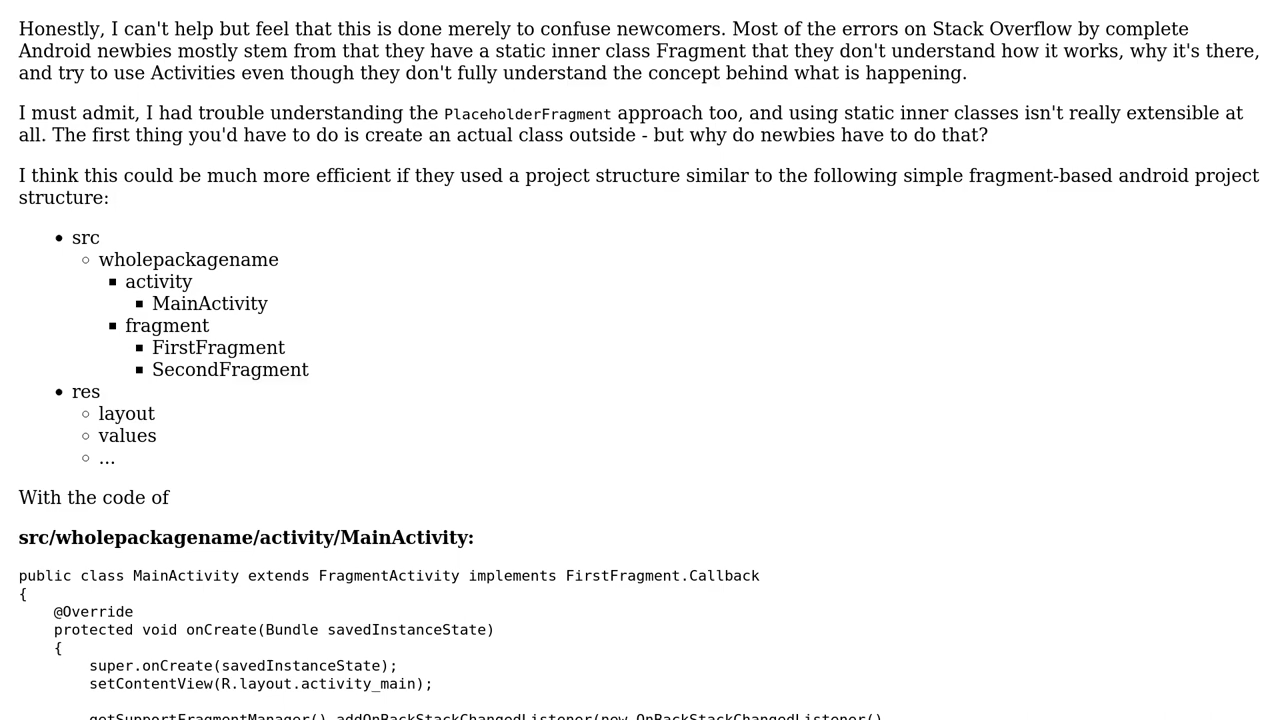 Honestly, I can't help but feel that this is done merely to confuse newcomers. Most of the errors on Stack Overflow by complete
Android newbies mostly stem from that they have a static inner class Fragment that they don't understand how it works, why it's there,
and try to use Activities even though they don't fully understand the concept behind what is happening.
I must admit, I had trouble understanding the PlaceholderFragment approach too, and using static inner classes isn't really extensible at
all. The first thing you'd have to do is create an actual class outside - but why do newbies have to do that?
I think this could be much more efficient if they used a project structure similar to the following simple fragment-based android project
structure:
• src
◦ wholepackagename
▪ activity
▪ MainActivity
▪ fragment
▪ FirstFragment
▪ SecondFragment
• res
◦ layout
◦ values
◦ ...
With the code of
src/wholepackagename/activity/MainActivity:
public class MainActivity extends FragmentActivity implements FirstFragment.Callback
{
    @Override
    protected void onCreate(Bundle savedInstanceState)
    {
        super.onCreate(savedInstanceState);
        setContentView(R.layout.activity_main);
        getSupportFragmentManager().addOnBackStackChangedListener(new OnBackStackChangedListener()